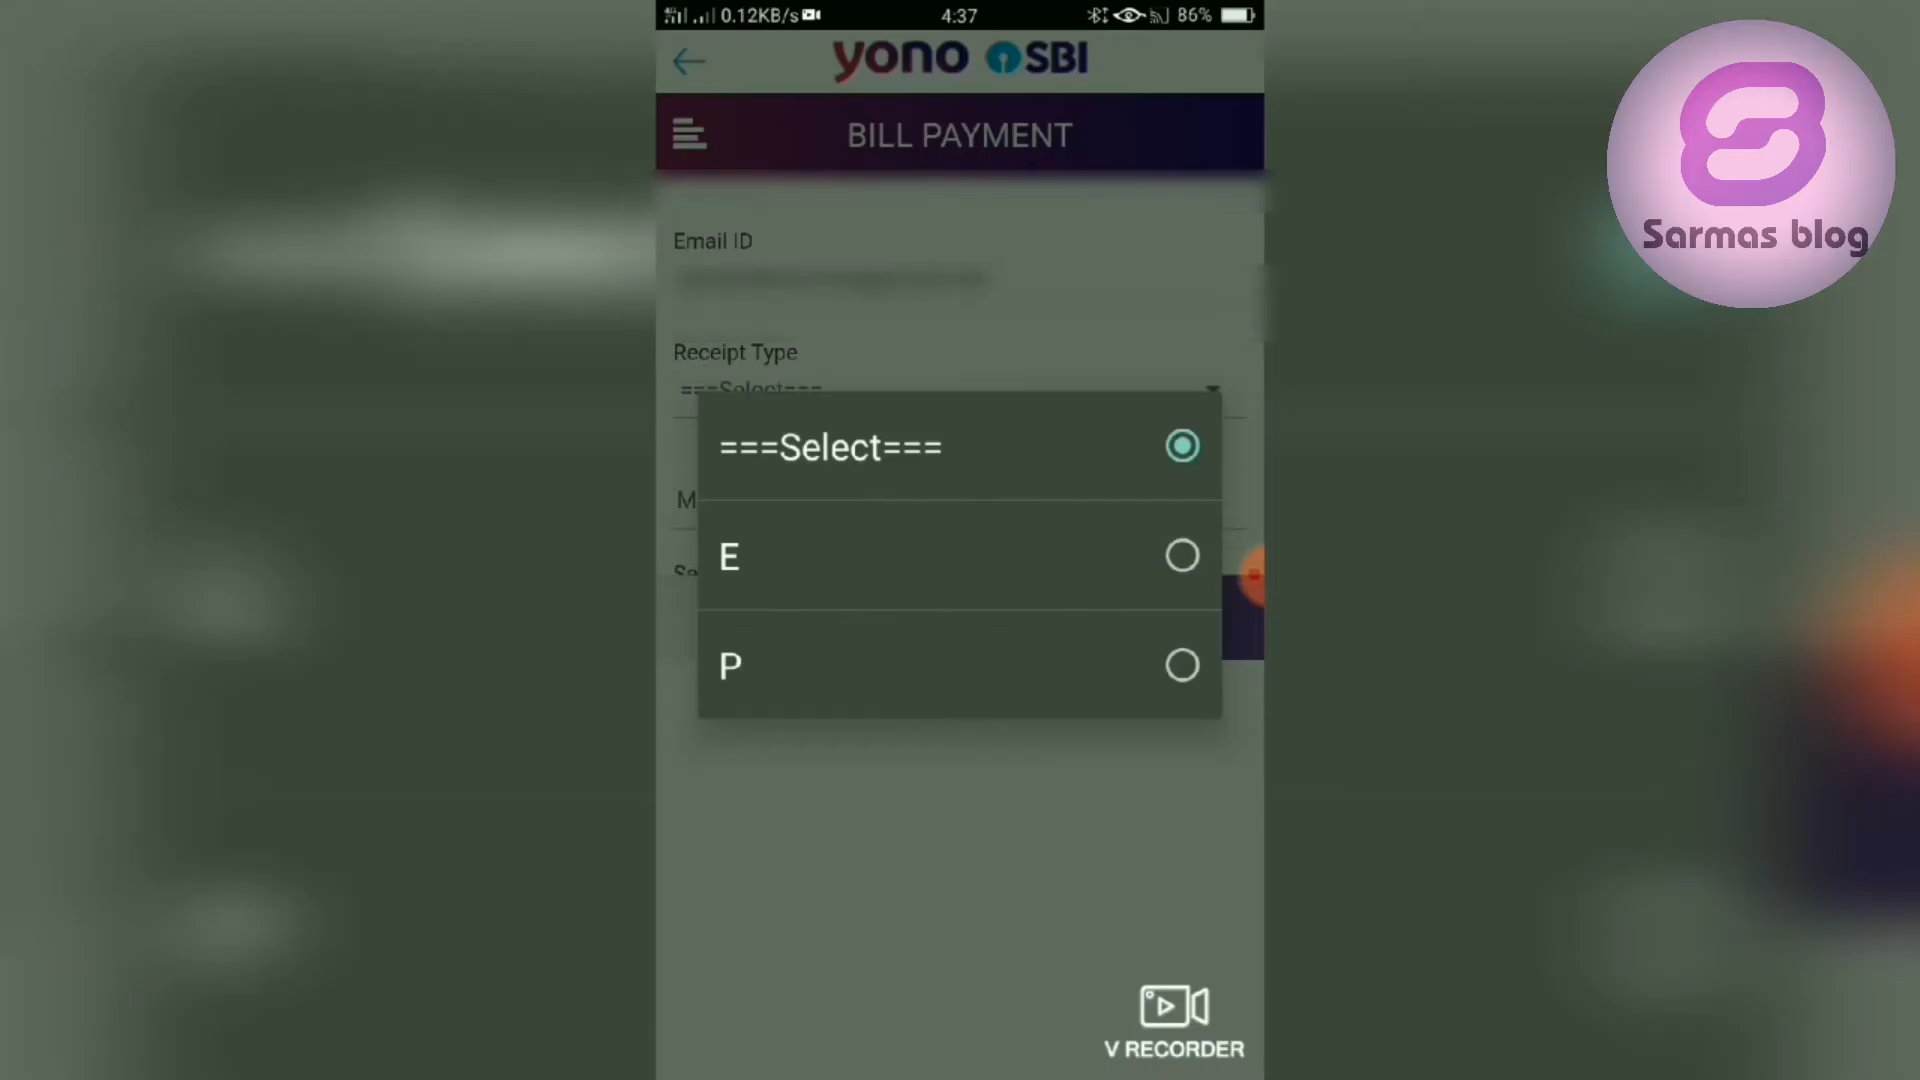 0.12KB/s 4:37 86%
yono SBI
BILL PAYMENT
Sarmas blog
Email ID
Receipt Type
===Select===
===Select===
M
E
P
V RECORDER